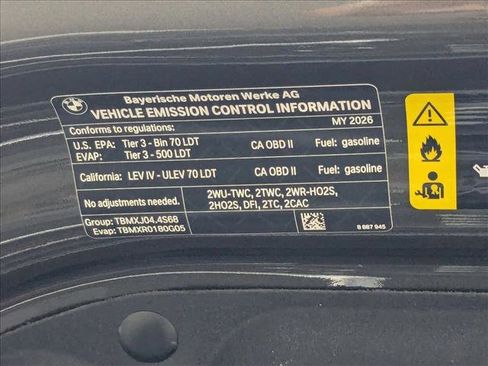 BMW
Bayerische Motoren Werke AG
VEHICLE EMISSION CONTROL INFORMATION
Conforms to regulations: MY 2026
U.S. EPA: Tier 3 - Bin 70 LDT CA OBD II Fuel: gasoline
EVAP: Tier 3 - 500 LDT
California: LEV IV - ULEV 70 LDT CA OBD II Fuel: gasoline
No adjustments needed. 2WU-TWC, 2TWC, 2WR-HO2S,
2HO2S, DFI, 2TC, 2CAC
Group: TBMXJ04.4S68
Evap: TBMXR0180G05 8 887 945